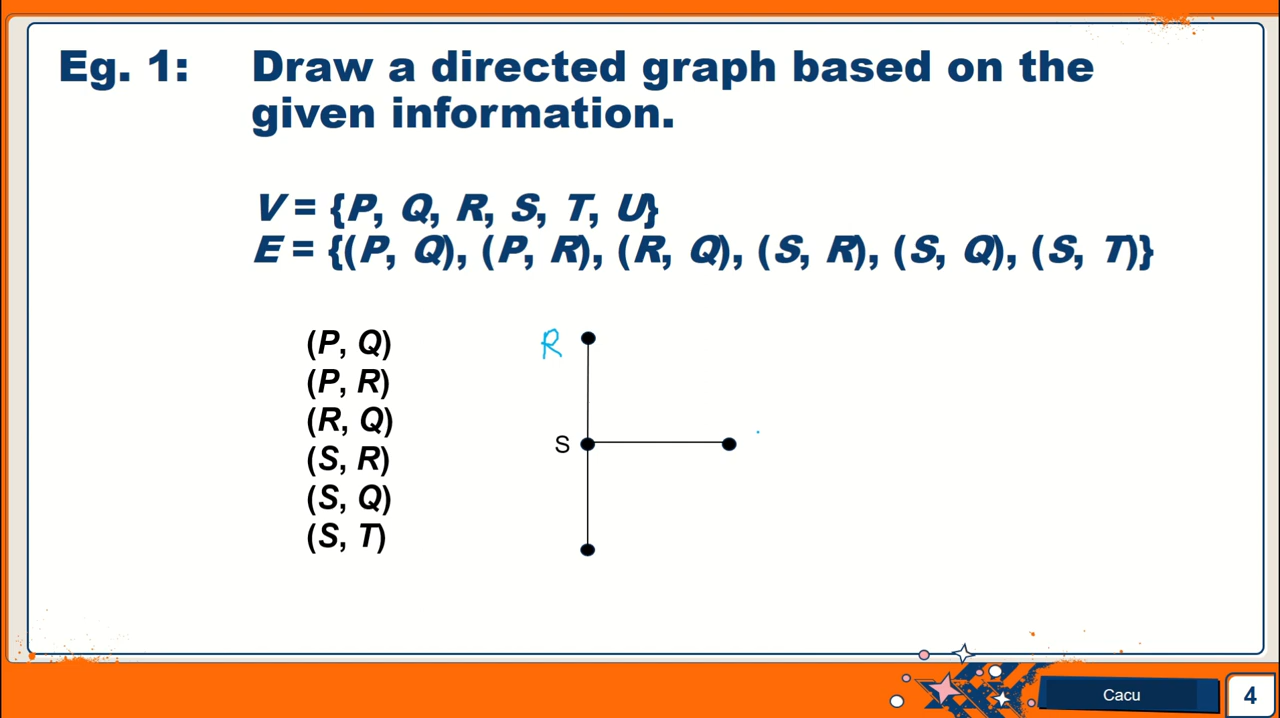 Eg. 1: Draw a directed graph based on the
given information.
V = {P, Q, R, S, T, U}
E = {(P, Q), (P, R), (R, Q), (S, R), (S, Q), (S, T)}
(P, Q)
(P, R)
(R, Q)
(S, R)
(S, Q)
(S, T)
R
S
Cacu
4